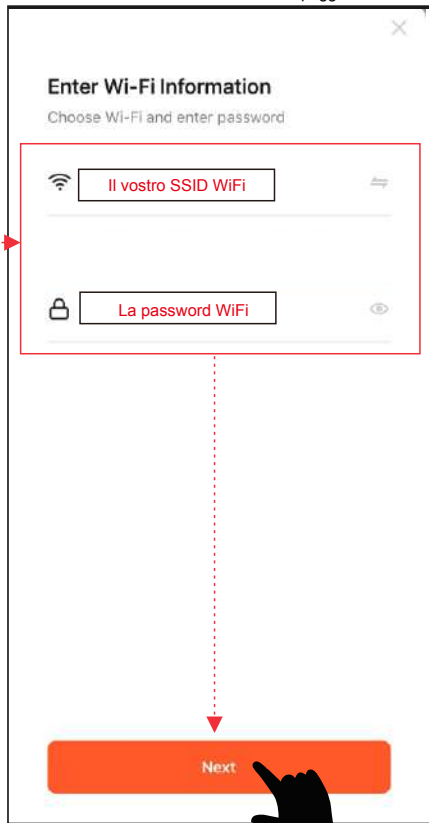 Enter Wi-Fi Information
Choose Wi-Fi and enter password
Il vostro SSID WiFi
La password WiFi
Next